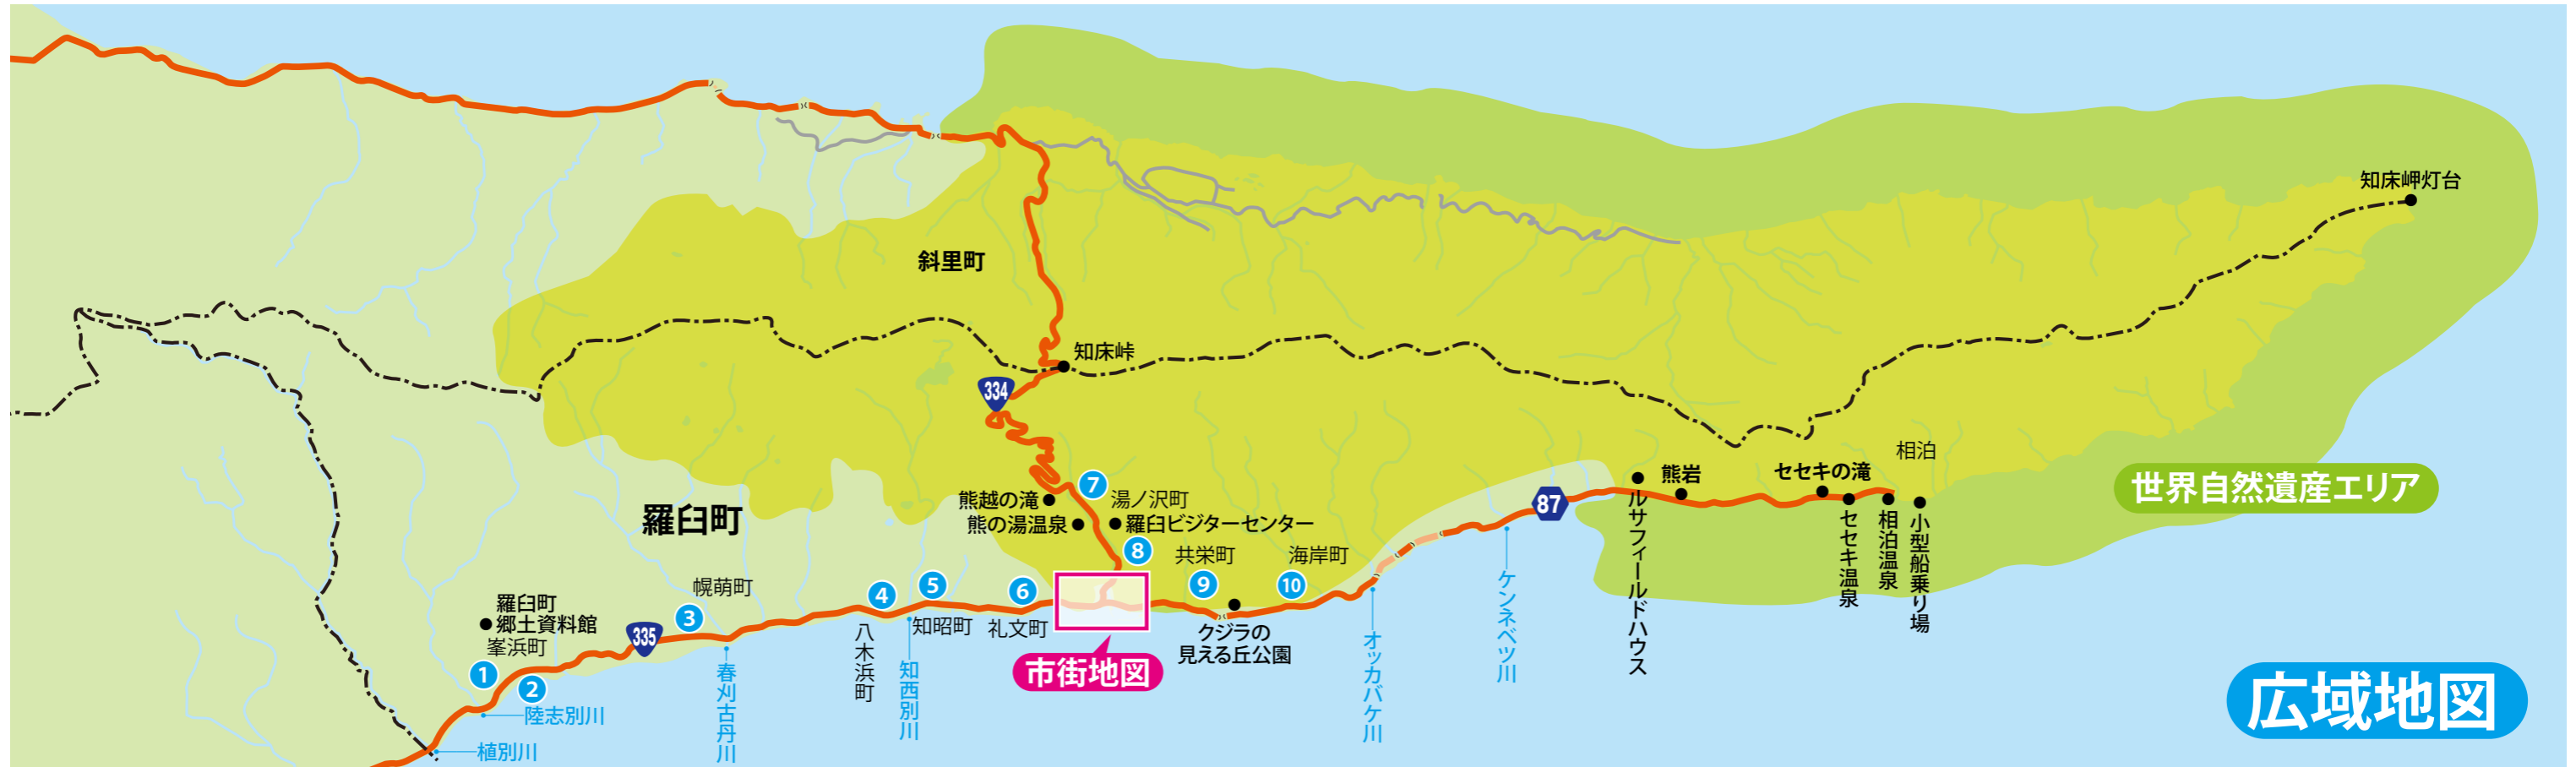 知床岬灯台
斜里町
知床峠
334
相泊
熊岩
セセキの滝
世界自然遺産エリア
87
7
湯ノ沢町
熊越の滝
熊の湯温泉
羅臼ビジターセンター
羅臼町
8
共栄町
海岸町
ルサフィールドハウス
セセキ温泉
相泊温泉
小型船乗り場
幌萌町
4
5
6
9
10
羅臼町
郷土資料館
峯浜町
335
3
八木浜町
知昭町
礼文町
クジラの
見える丘公園
市街地図
1
2
陸志別川
植別川
春刈古丹川
知西別川
オッカバケ川
ケンネベツ川
広域地図